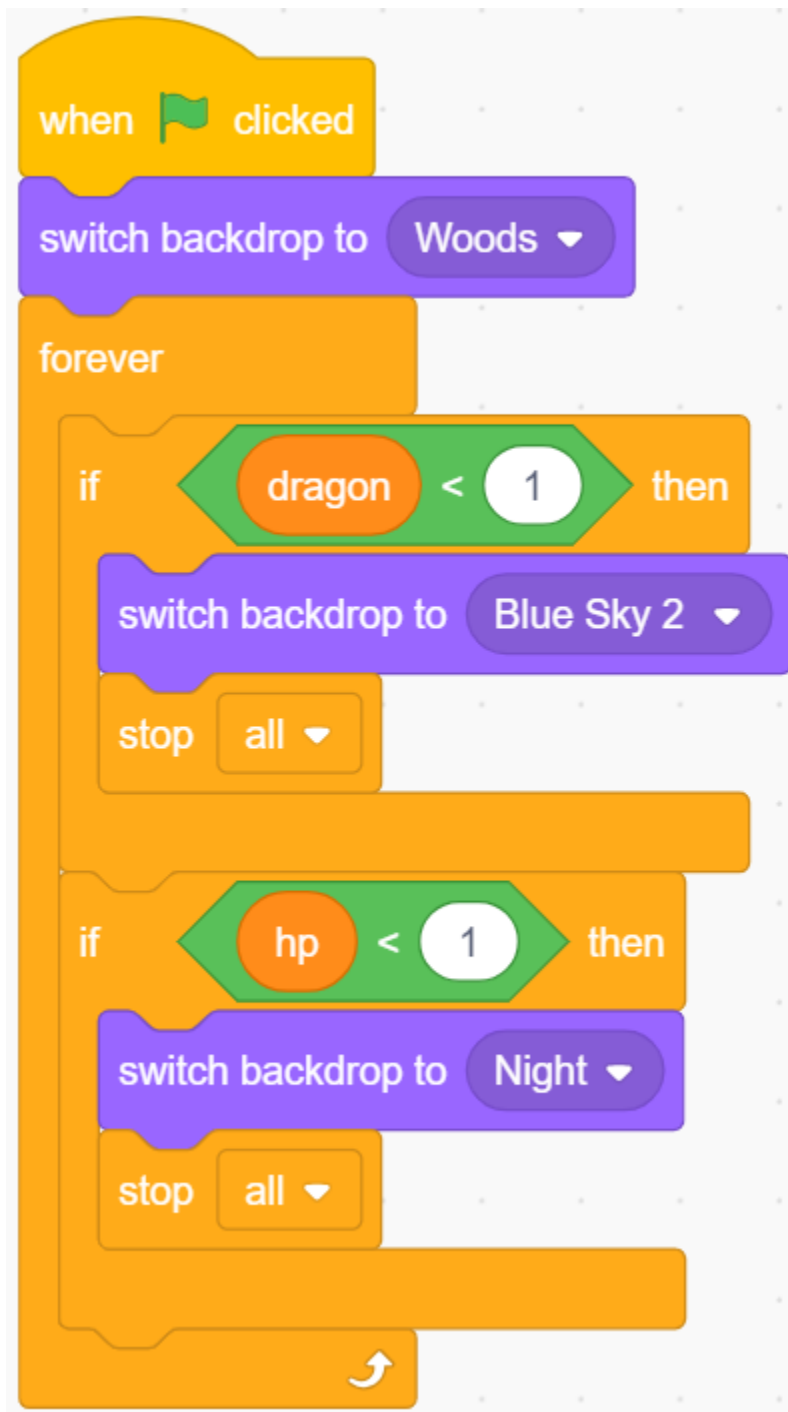 when clicked
switch backdrop to Woods
forever
if dragon < 1 then
switch backdrop to Blue Sky 2
stop all
if hp < 1 then
switch backdrop to Night
stop all